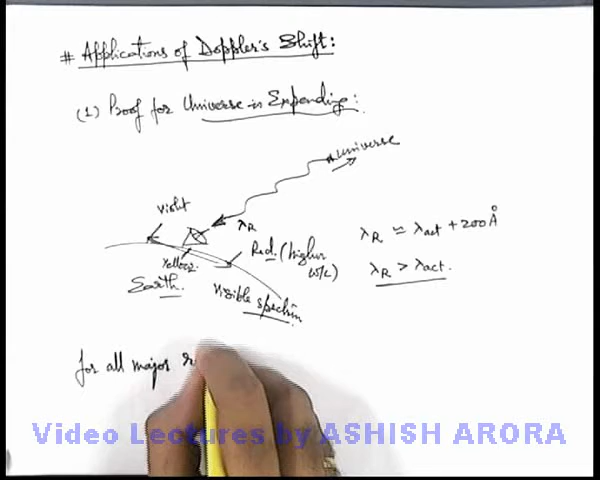 # Applications of Doppler's Shift:
(1) Proof for Universe is Expending:
universe
violet
λR
λR ≃ λact + 200 Å
Red (higher
w/L)
λR > λact.
Yellow
Earth.
visible spectrum
for all major
Video Lectures by ASHISH ARORA